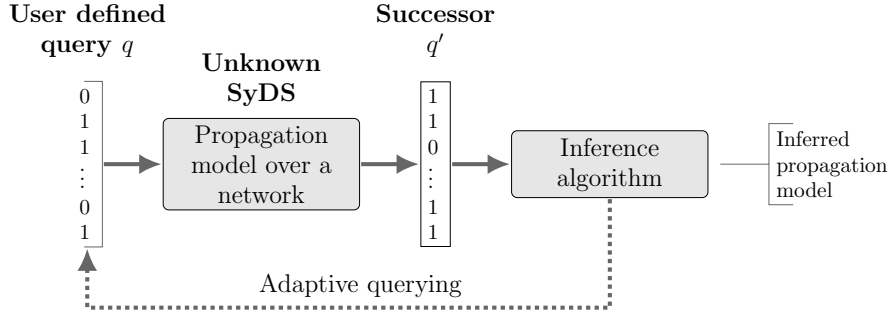 User defined
query q
Successor
q′
Unknown
SyDS
0
1
1
⋮
0
1
Propagation
model over a
network
1
1
0
⋮
1
1
Inference
algorithm
Inferred
propagation
model
Adaptive querying